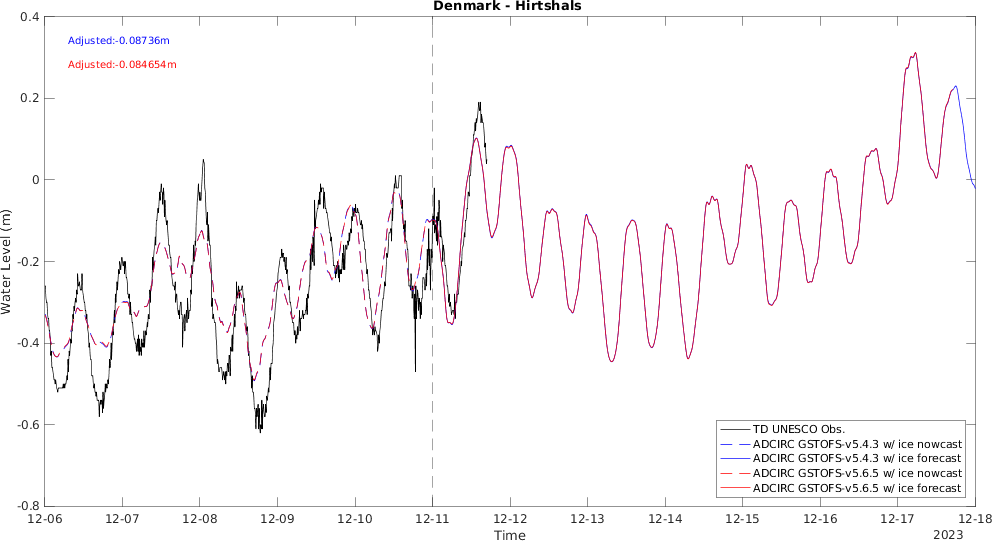 Denmark - Hirtshals
Adjusted:-0.08736m
Adjusted:-0.084654m
Water Level (m)
0.4
0.2
0
-0.2
-0.4
-0.6
-0.8
TD UNESCO Obs.
ADCIRC GSTOFS-v5.4.3 w/ ice nowcast
ADCIRC GSTOFS-v5.4.3 w/ ice forecast
ADCIRC GSTOFS-v5.6.5 w/ ice nowcast
ADCIRC GSTOFS-v5.6.5 w/ ice forecast
12-06 12-07 12-08 12-09 12-10 12-11 12-12 12-13 12-14 12-15 12-16 12-17 12-18
Time
2023